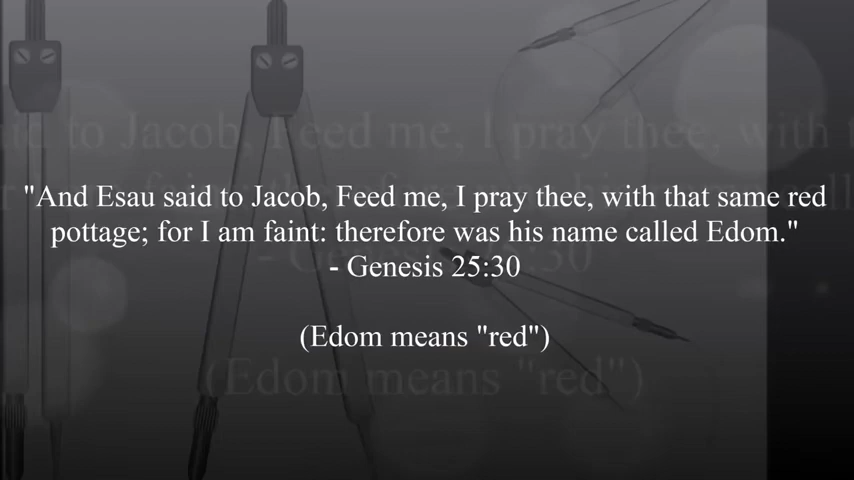 "And Esau said to Jacob, Feed me, I pray thee, with that same red
pottage; for I am faint: therefore was his name called Edom."
- Genesis 25:30
(Edom means "red")